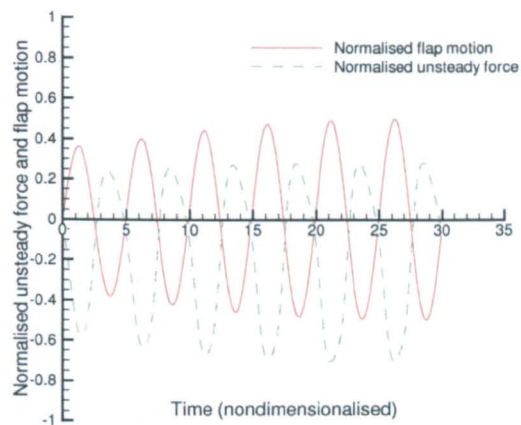 Normalised unsteady force and flap motion
1
0.8
0.6
0.4
0.2
0
-0.2
-0.4
-0.6
-0.8
-1
Normalised flap motion
Normalised unsteady force
0 5 10 15 20 25 30 35
Time (nondimensionalised)